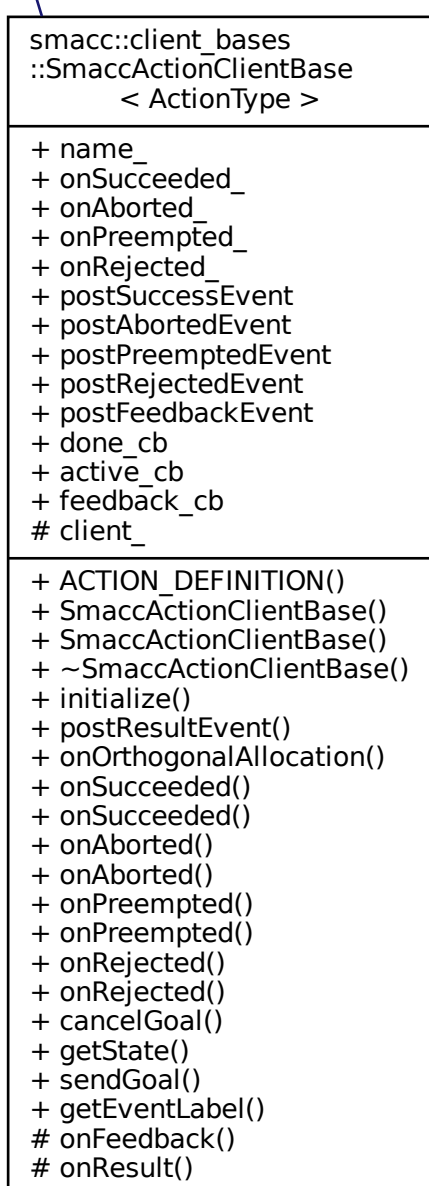 smacc::client_bases
::SmaccActionClientBase
< ActionType >
+ name_
+ onSucceeded_
+ onAborted_
+ onPreempted_
+ onRejected_
+ postSuccessEvent
+ postAbortedEvent
+ postPreemptedEvent
+ postRejectedEvent
+ postFeedbackEvent
+ done_cb
+ active_cb
+ feedback_cb
# client_
+ ACTION_DEFINITION()
+ SmaccActionClientBase()
+ SmaccActionClientBase()
+ ~SmaccActionClientBase()
+ initialize()
+ postResultEvent()
+ onOrthogonalAllocation()
+ onSucceeded()
+ onSucceeded()
+ onAborted()
+ onAborted()
+ onPreempted()
+ onPreempted()
+ onRejected()
+ onRejected()
+ cancelGoal()
+ getState()
+ sendGoal()
+ getEventLabel()
# onFeedback()
# onResult()